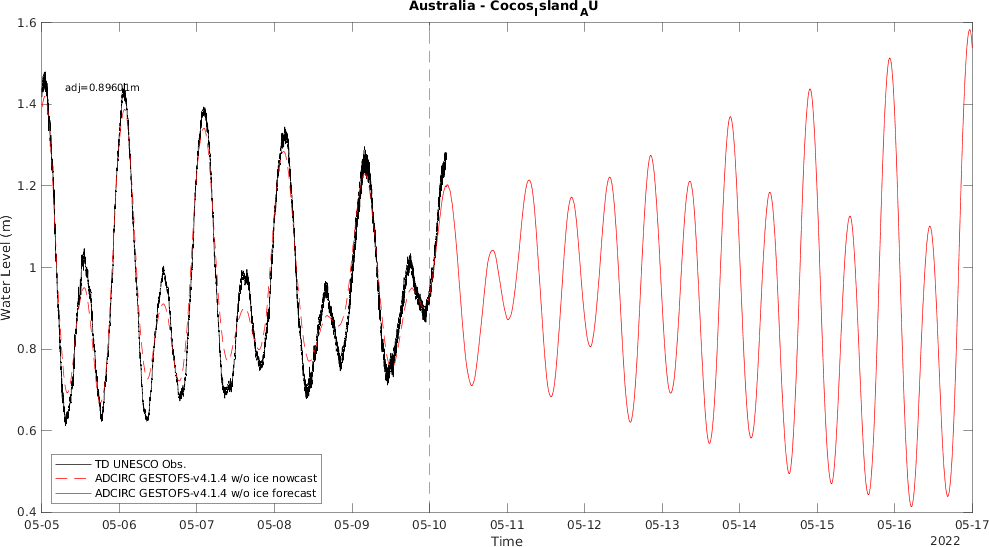 Australia - CocosIslandAU
adj=0.89601m
1.6
1.4
1.2
1
0.8
0.6
0.4
Water Level (m)
TD UNESCO Obs.
ADCIRC GESTOFS-v4.1.4 w/o ice nowcast
ADCIRC GESTOFS-v4.1.4 w/o ice forecast
05-05 05-06 05-07 05-08 05-09 05-10 05-11 05-12 05-13 05-14 05-15 05-16 05-17
Time
2022